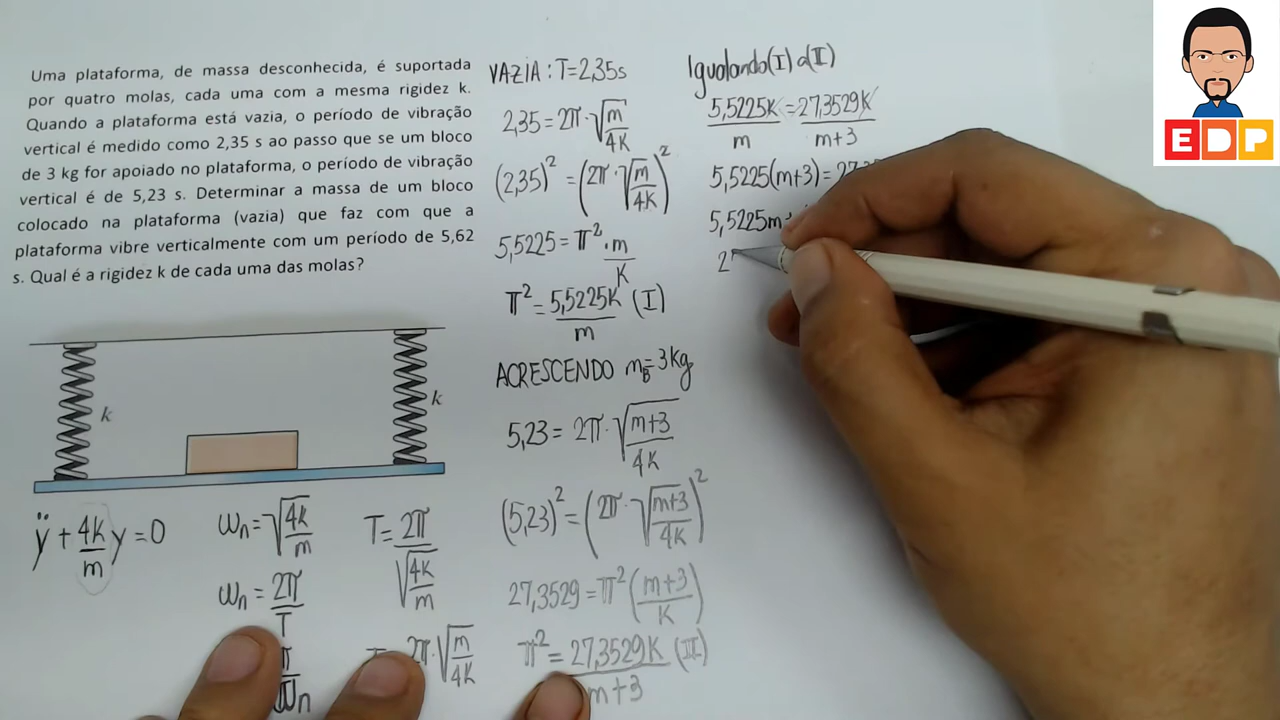 Uma plataforma, de massa desconhecida, é suportada
por quatro molas, cada uma com a mesma rigidez k.
Quando a plataforma está vazia, o período de vibração
vertical é medido como 2,35 s ao passo que se um bloco
de 3 kg for apoiado no plataforma, o período de vibração
vertical é de 5,23 s. Determinar a massa de um bloco
colocado na plataforma (vazia) que faz com que a
plataforma vibre verticalmente com um período de 5,62
s. Qual é a rigidez k de cada uma das molas?
k
k
ÿ + 4k/m y = 0
ωn = √(4k/m)
ωn = 2π/T
T = 2π/√(4k/m)
2π·√(m/4k)
VAZIA: T=2,35s
2,35 = 2π·√(m/4k)
(2,35)² = (2π·√(m/4k))²
5,5225 = π²·m/k
π² = 5,5225k/m (I)
ACRESCENDO mB=3kg
5,23 = 2π·√(m+3/4k)
(5,23)² = (2π·√(m+3/4k))²
27,3529 = π²(m+3/k)
π² = 27,3529k/m+3 (II)
Igualando (I) a (II)
5,5225k/m = 27,3529k/m+3
5,5225(m+3) =
5,5225m+
EDP